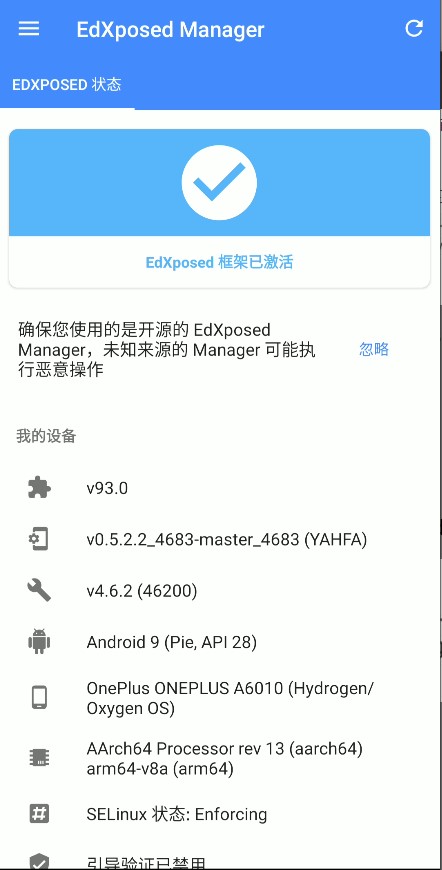 EdXposed Manager
EDXPOSED 状态
EdXposed 框架已激活
确保您使用的是开源的 EdXposed
Manager，未知来源的 Manager 可能执
行恶意操作
忽略
我的设备
v93.0
v0.5.2.2_4683-master_4683 (YAHFA)
v4.6.2 (46200)
Android 9 (Pie, API 28)
OnePlus ONEPLUS A6010 (Hydrogen/
Oxygen OS)
AArch64 Processor rev 13 (aarch64)
arm64-v8a (arm64)
SELinux 状态: Enforcing
引导验证已禁用